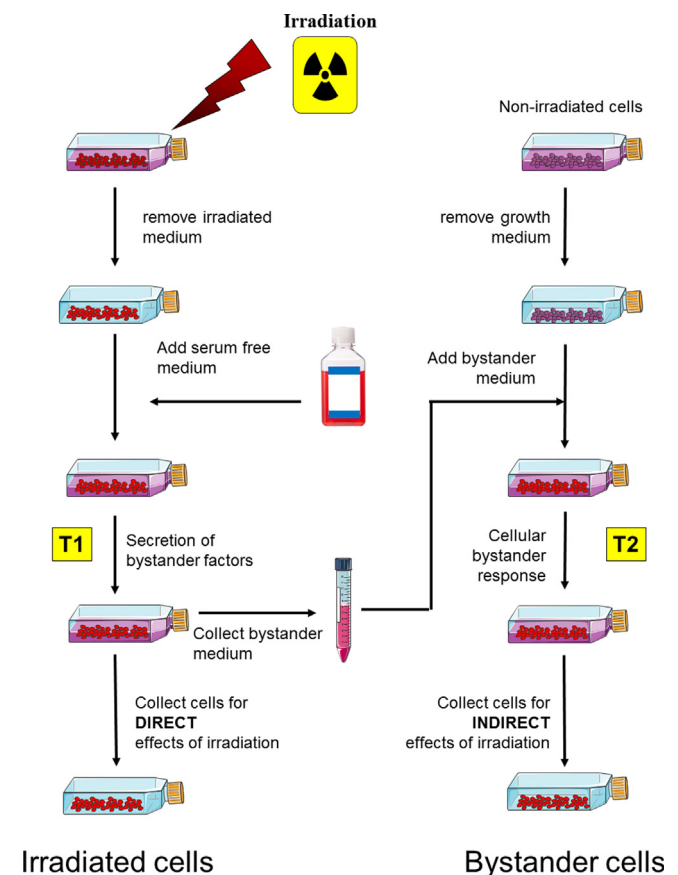 Irradiation
Non-irradiated cells
remove irradiated
medium
remove growth
medium
Add serum free
medium
Add bystander
medium
T1
Secretion of
bystander factors
Cellular
bystander
response
T2
Collect bystander
medium
Collect cells for
DIRECT
effects of irradiation
Collect cells for
INDIRECT
effects of irradiation
Irradiated cells
Bystander cells